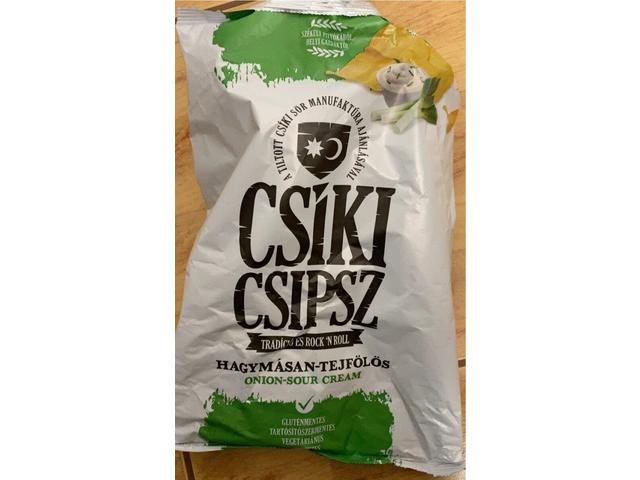 SZÉKELY PITYÓKÁBÓL,
HELYI GAZDÁKTÓL
A TILTOTT CSÍKI SÖR MANUFAKTÚRA AJÁNLÁSÁVAL
CSÍKI
CSIPSZ
TRADÍCIÓ ÉS ROCK 'N ROLL
HAGYMÁSAN-TEJFÖLÖS
ONION-SOUR CREAM
GLUTÉNMENTES
TARTÓSÍTÓSZERMENTES
VEGETÁRIÁNUS